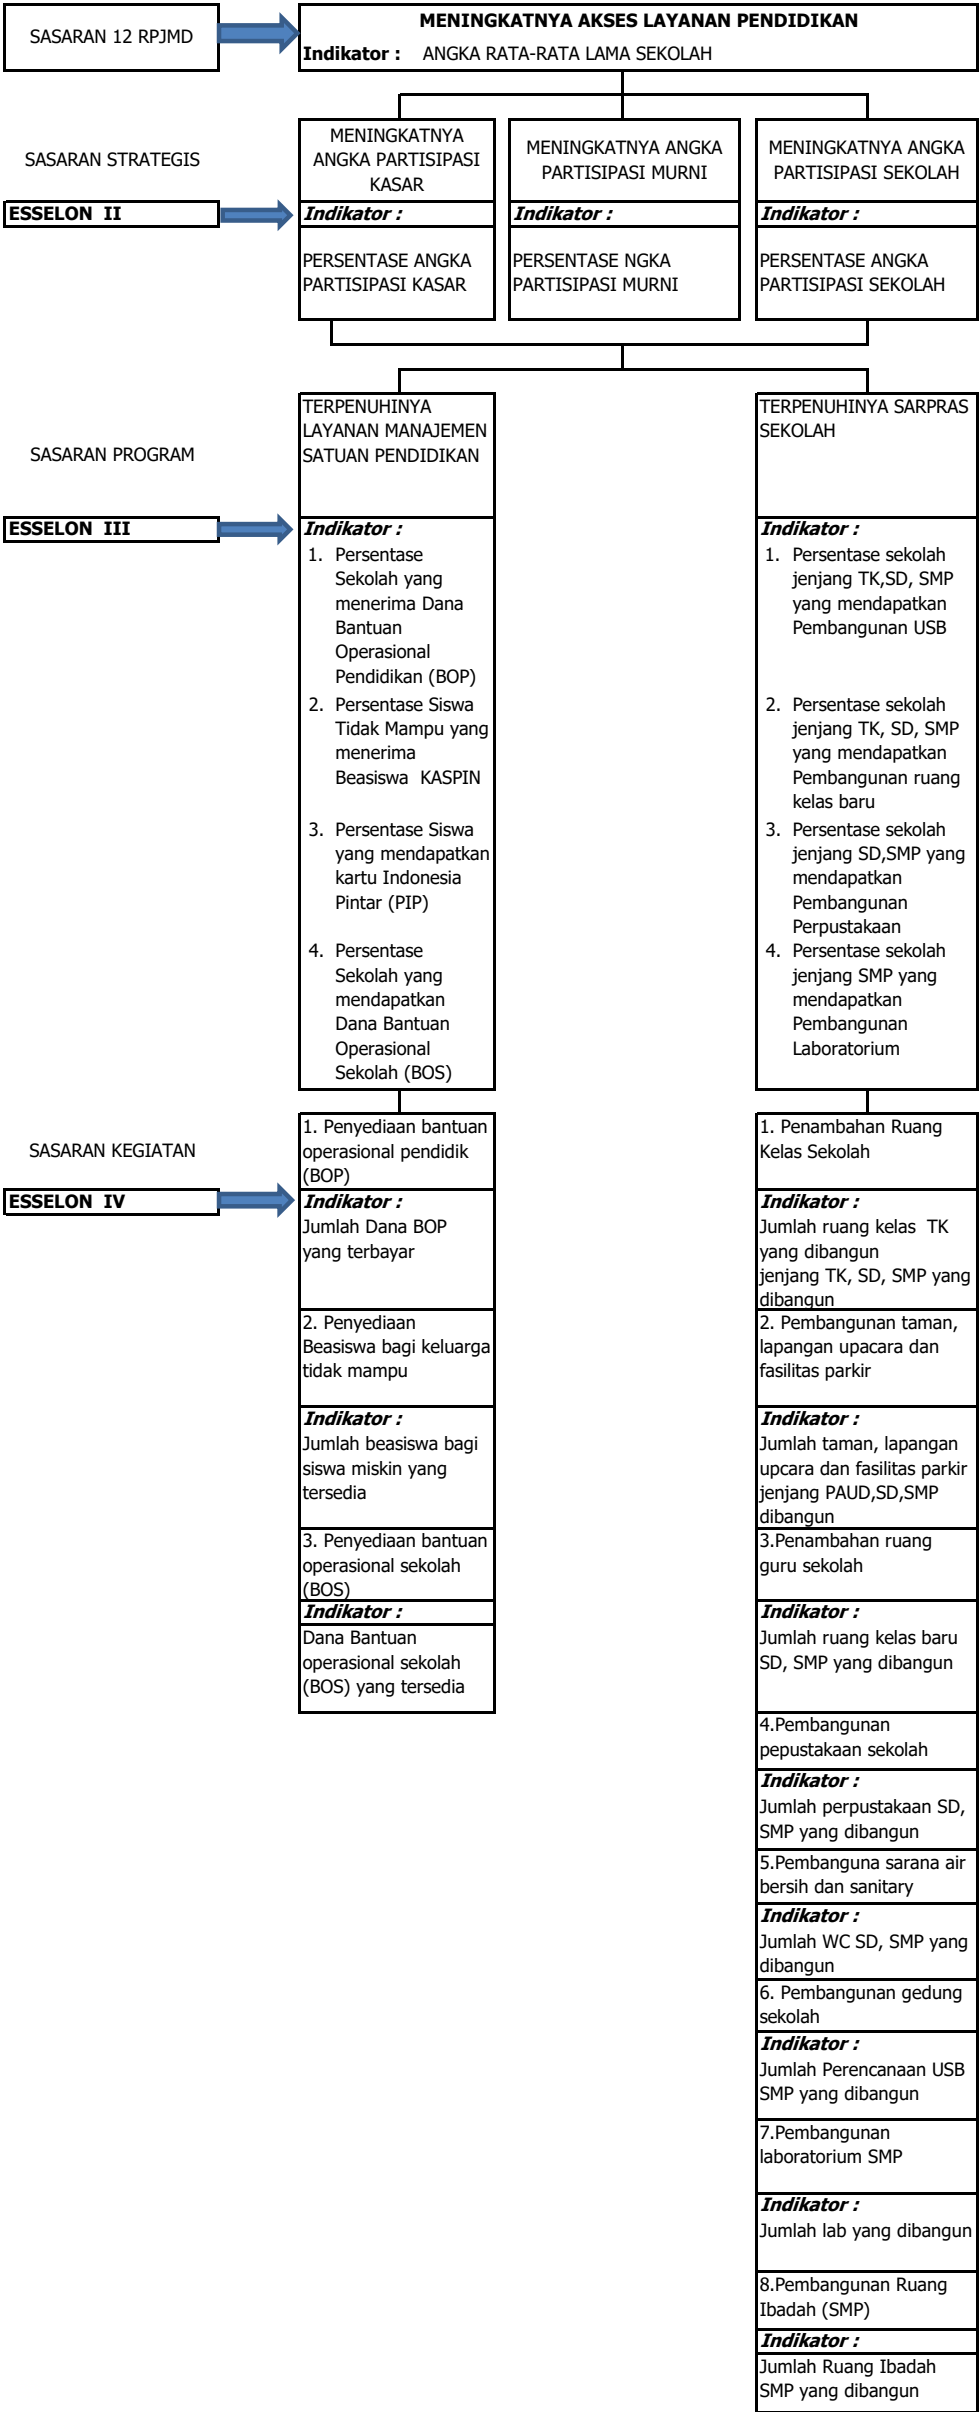 SASARAN 12 RPJMD
MENINGKATNYA AKSES LAYANAN PENDIDIKAN
Indikator : ANGKA RATA-RATA LAMA SEKOLAH
SASARAN STRATEGIS
MENINGKATNYA
ANGKA PARTISIPASI
KASAR
MENINGKATNYA ANGKA
PARTISIPASI MURNI
MENINGKATNYA ANGKA
PARTISIPASI SEKOLAH
ESSELON II
Indikator :
Indikator :
Indikator :
PERSENTASE ANGKA
PARTISIPASI KASAR
PERSENTASE NGKA
PARTISIPASI MURNI
PERSENTASE ANGKA
PARTISIPASI SEKOLAH
SASARAN PROGRAM
TERPENUHINYA
LAYANAN MANAJEMEN
SATUAN PENDIDIKAN
TERPENUHINYA SARPRAS
SEKOLAH
ESSELON III
Indikator :
1. Persentase
Sekolah yang
menerima Dana
Bantuan
Operasional
Pendidikan (BOP)
2. Persentase Siswa
Tidak Mampu yang
menerima
Beasiswa KASPIN
3. Persentase Siswa
yang mendapatkan
kartu Indonesia
Pintar (PIP)
4. Persentase
Sekolah yang
mendapatkan
Dana Bantuan
Operasional
Sekolah (BOS)
Indikator :
1. Persentase sekolah
jenjang TK,SD, SMP
yang mendapatkan
Pembangunan USB
2. Persentase sekolah
jenjang TK, SD, SMP
yang mendapatkan
Pembangunan ruang
kelas baru
3. Persentase sekolah
jenjang SD,SMP yang
mendapatkan
Pembangunan
Perpustakaan
4. Persentase sekolah
jenjang SMP yang
mendapatkan
Pembangunan
Laboratorium
SASARAN KEGIATAN
ESSELON IV
1. Penyediaan bantuan
operasional pendidik
(BOP)
Indikator :
Jumlah Dana BOP
yang terbayar
2. Penyediaan
Beasiswa bagi keluarga
tidak mampu
Indikator :
Jumlah beasiswa bagi
siswa miskin yang
tersedia
3. Penyediaan bantuan
operasional sekolah
(BOS)
Indikator :
Dana Bantuan
operasional sekolah
(BOS) yang tersedia
1. Penambahan Ruang
Kelas Sekolah
Indikator :
Jumlah ruang kelas TK
yang dibangun
jenjang TK, SD, SMP yang
dibangun
2. Pembangunan taman,
lapangan upacara dan
fasilitas parkir
Indikator :
Jumlah taman, lapangan
upcara dan fasilitas parkir
jenjang PAUD,SD,SMP
dibangun
3.Penambahan ruang
guru sekolah
Indikator :
Jumlah ruang kelas baru
SD, SMP yang dibangun
4.Pembangunan
pepustakaan sekolah
Indikator :
Jumlah perpustakaan SD,
SMP yang dibangun
5.Pembanguna sarana air
bersih dan sanitary
Indikator :
Jumlah WC SD, SMP yang
dibangun
6. Pembangunan gedung
sekolah
Indikator :
Jumlah Perencanaan USB
SMP yang dibangun
7.Pembangunan
laboratorium SMP
Indikator :
Jumlah lab yang dibangun
8.Pembangunan Ruang
Ibadah (SMP)
Indikator :
Jumlah Ruang Ibadah
SMP yang dibangun